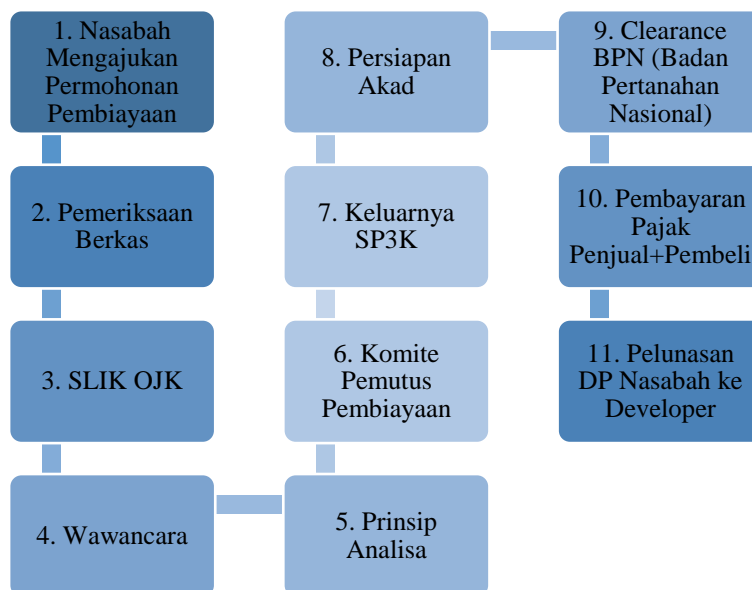 1. Nasabah
Mengajukan
Permohonan
Pembiayaan
2. Pemeriksaan
Berkas
3. SLIK OJK
4. Wawancara
5. Prinsip
Analisa
6. Komite
Pemutus
Pembiayaan
7. Keluarnya
SP3K
8. Persiapan
Akad
9. Clearance
BPN (Badan
Pertanahan
Nasional)
10. Pembayaran
Pajak
Penjual+Pembeli
11. Pelunasan
DP Nasabah ke
Developer